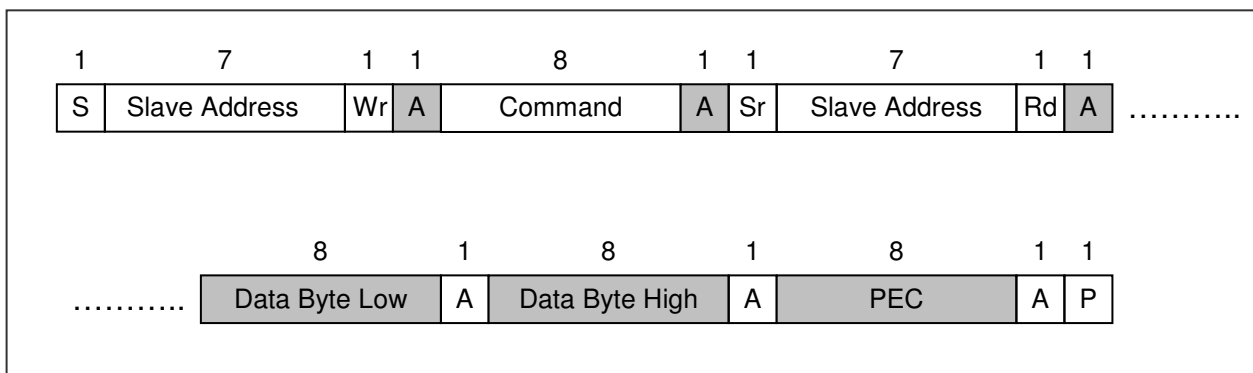 1 7 1 1 8 1 1 7 1 1
S Slave Address Wr A Command A Sr Slave Address Rd A ………..
8 1 8 1 8 1 1
……….. Data Byte Low A Data Byte High A PEC A P